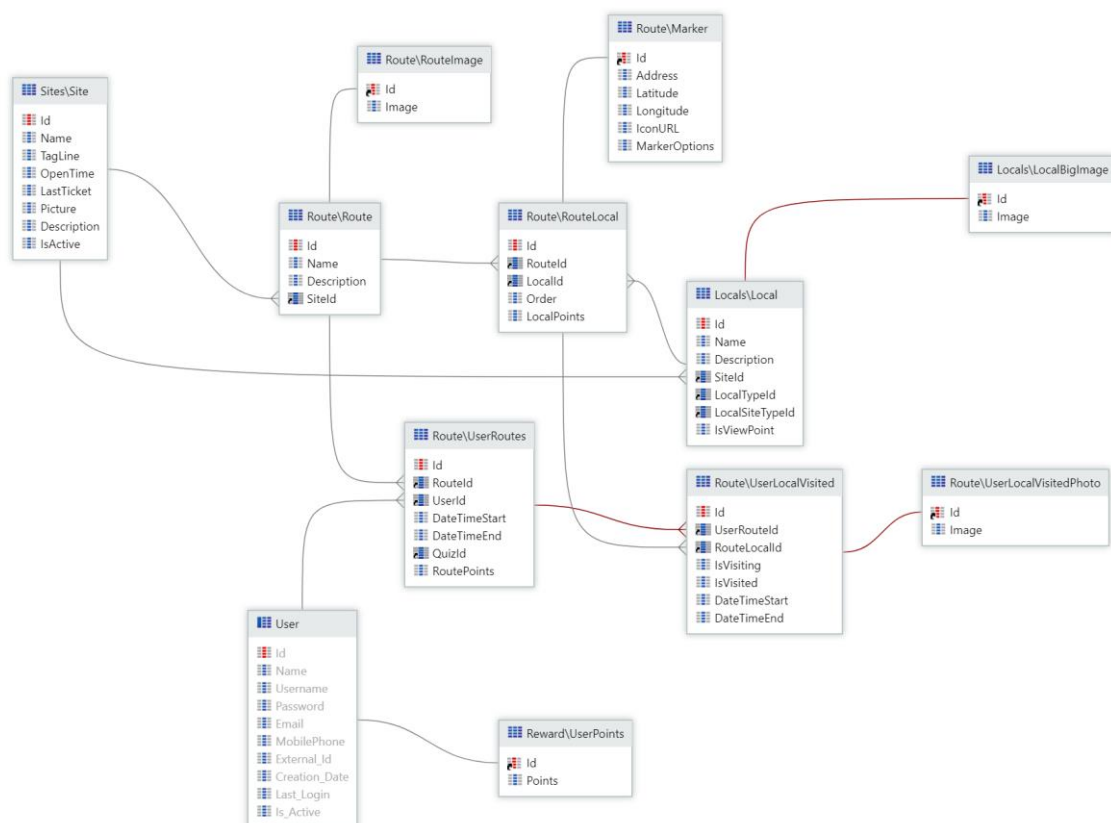 Route\Marker
Id
Address
Latitude
Longitude
IconURL
MarkerOptions
Route\RouteImage
Id
Image
Sites\Site
Id
Name
TagLine
OpenTime
LastTicket
Picture
Description
IsActive
Locals\LocalBigImage
Id
Image
Route\Route
Id
Name
Description
SiteId
Route\RouteLocal
Id
RouteId
LocalId
Order
LocalPoints
Locals\Local
Id
Name
Description
SiteId
LocalTypeId
LocalSiteTypeId
IsViewPoint
Route\UserRoutes
Id
RouteId
UserId
DateTimeStart
DateTimeEnd
QuizId
RoutePoints
Route\UserLocalVisited
Id
UserRouteId
RouteLocalId
IsVisiting
IsVisited
DateTimeStart
DateTimeEnd
Route\UserLocalVisitedPhoto
Id
Image
User
Id
Name
Username
Password
Email
MobilePhone
External_Id
Creation_Date
Last_Login
Is_Active
Reward\UserPoints
Id
Points